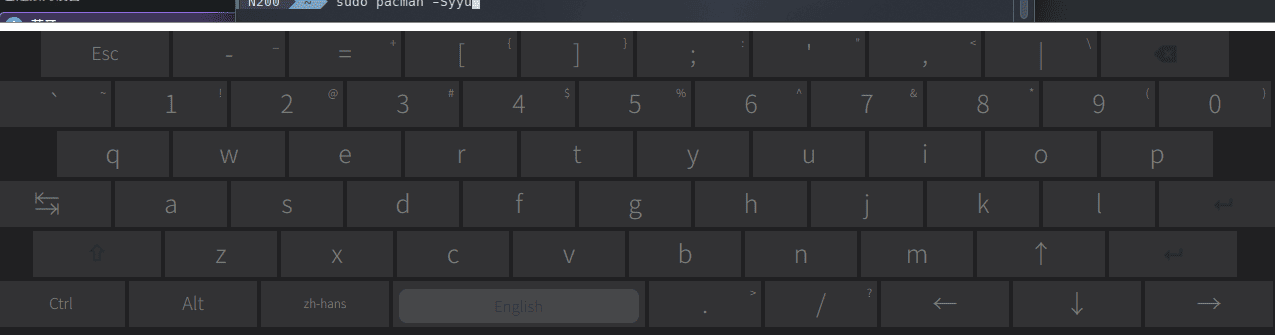 N200 ~ sudo pacman -Syyu
Esc - _ = + [ { ] } ; : ' " , < | \
` ~ 1 ! 2 @ 3 # 4 $ 5 % 6 ^ 7 & 8 * 9 ( 0 )
q w e r t y u i o p
a s d f g h j k l
z x c v b n m ↑
Ctrl Alt zh-hans English . > / ? ← ↓ →